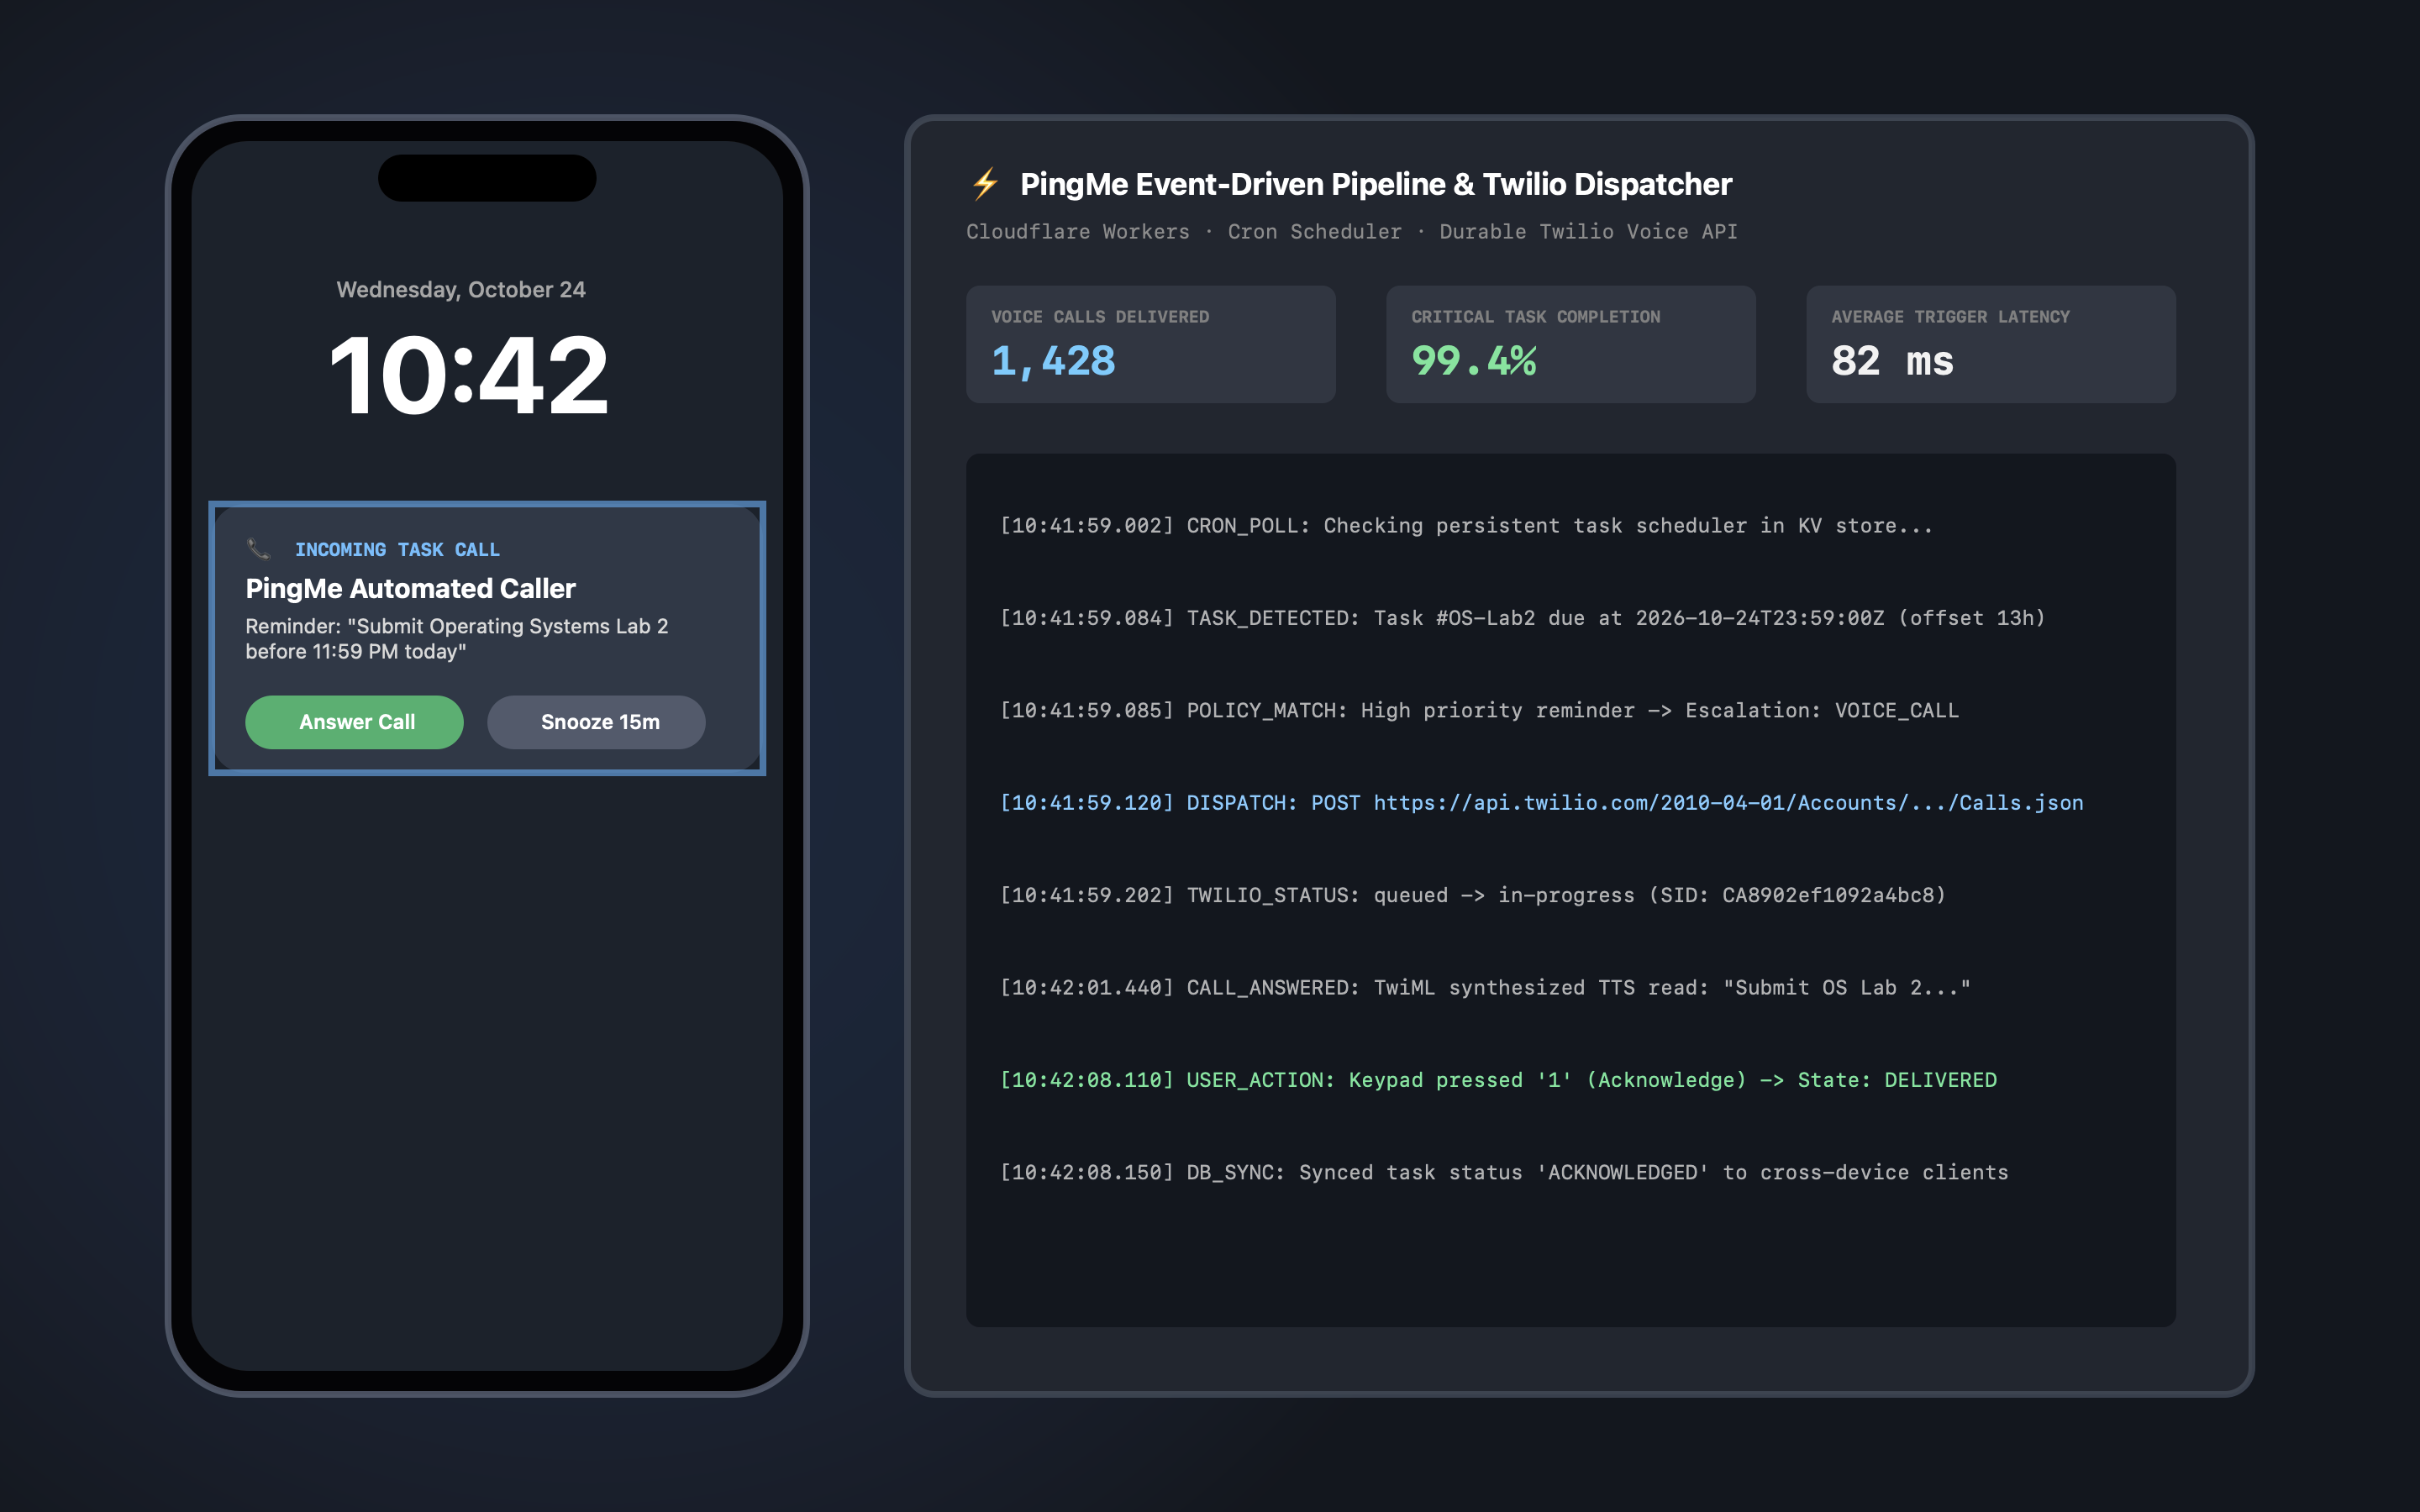 Wednesday, October 24
10:42
INCOMING TASK CALL
PingMe Automated Caller
Reminder: "Submit Operating Systems Lab 2
before 11:59 PM today"
Answer Call
Snooze 15m
PingMe Event-Driven Pipeline & Twilio Dispatcher
Cloudflare Workers · Cron Scheduler · Durable Twilio Voice API
VOICE CALLS DELIVERED
1,428
CRITICAL TASK COMPLETION
99.4%
AVERAGE TRIGGER LATENCY
82 ms
[10:41:59.002] CRON_POLL: Checking persistent task scheduler in KV store...
[10:41:59.084] TASK_DETECTED: Task #OS-Lab2 due at 2026-10-24T23:59:00Z (offset 13h)
[10:41:59.085] POLICY_MATCH: High priority reminder -> Escalation: VOICE_CALL
[10:41:59.120] DISPATCH: POST https://api.twilio.com/2010-04-01/Accounts/.../Calls.json
[10:41:59.202] TWILIO_STATUS: queued -> in-progress (SID: CA8902ef1092a4bc8)
[10:42:01.440] CALL_ANSWERED: TwiML synthesized TTS read: "Submit OS Lab 2..."
[10:42:08.110] USER_ACTION: Keypad pressed '1' (Acknowledge) -> State: DELIVERED
[10:42:08.150] DB_SYNC: Synced task status 'ACKNOWLEDGED' to cross-device clients